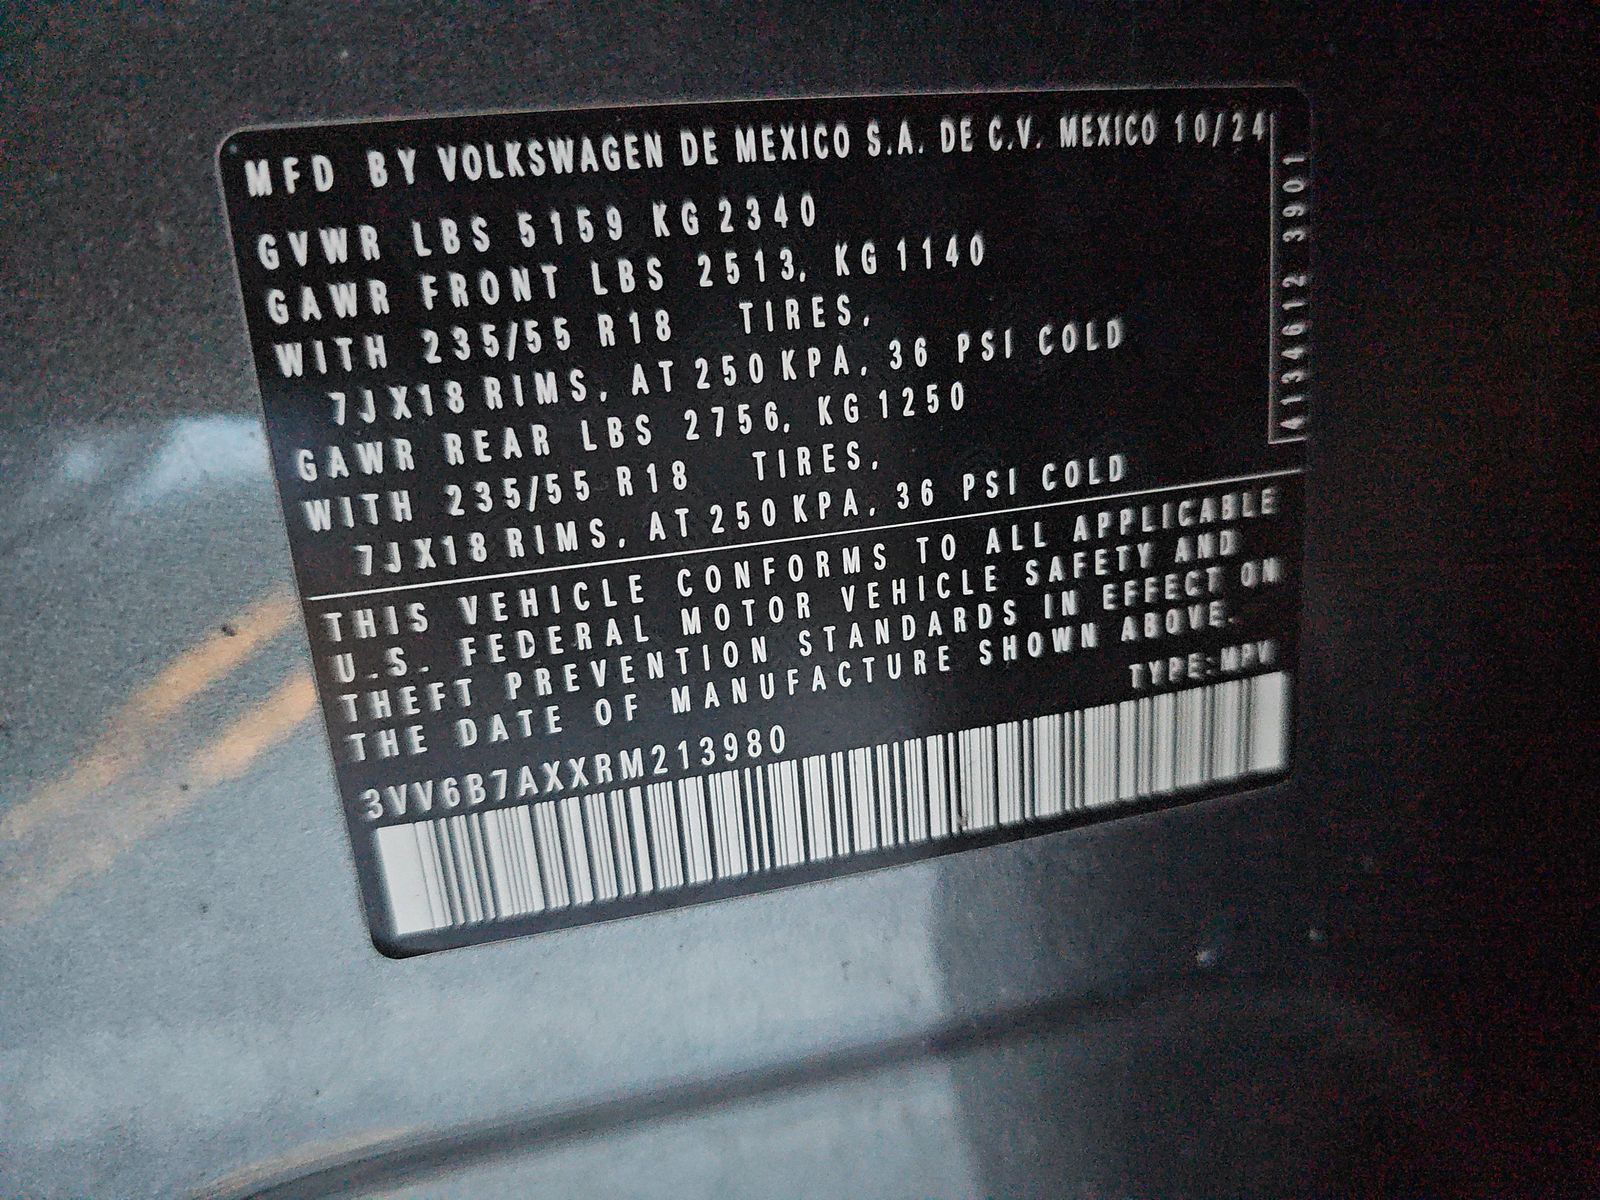 MFD BY VOLKSWAGEN DE MEXICO S.A. DE C.V. MEXICO 10/24
GVWR LBS 5159 KG 2340
GAWR FRONT LBS 2513, KG 1140
WITH 235/55 R18 TIRES,
7JX18 RIMS, AT 250 KPA, 36 PSI COLD
GAWR REAR LBS 2756, KG 1250
WITH 235/55 R18 TIRES,
7JX18 RIMS, AT 250 KPA, 36 PSI COLD
4134612 3901
THIS VEHICLE CONFORMS TO ALL APPLICABLE
U.S. FEDERAL MOTOR VEHICLE SAFETY AND
THEFT PREVENTION STANDARDS IN EFFECT ON
THE DATE OF MANUFACTURE SHOWN ABOVE.
TYPE:MPV
3VV6B7AXXRM213980